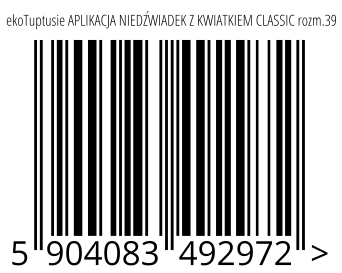 ekoTuptusie APLIKACJA NIEDŹWIADEK Z KWIATKIEM CLASSIC rozm.39
5 904083 492972 >